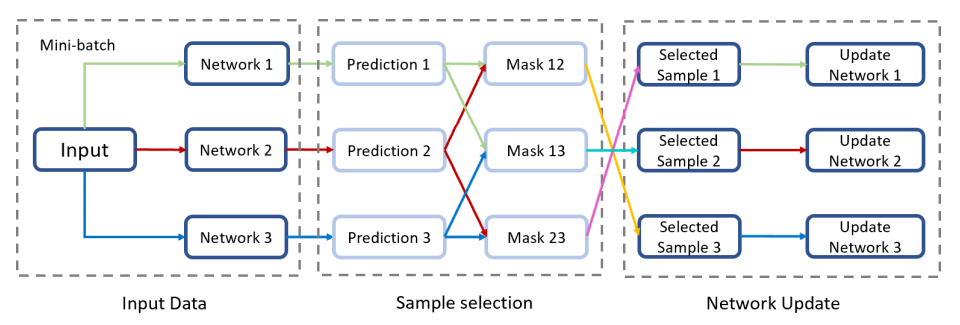 Mini-batch
Network 1
Prediction 1
Mask 12
Selected
Sample 1
Update
Network 1
Input
Network 2
Prediction 2
Mask 13
Selected
Sample 2
Update
Network 2
Network 3
Prediction 3
Mask 23
Selected
Sample 3
Update
Network 3
Input Data
Sample selection
Network Update